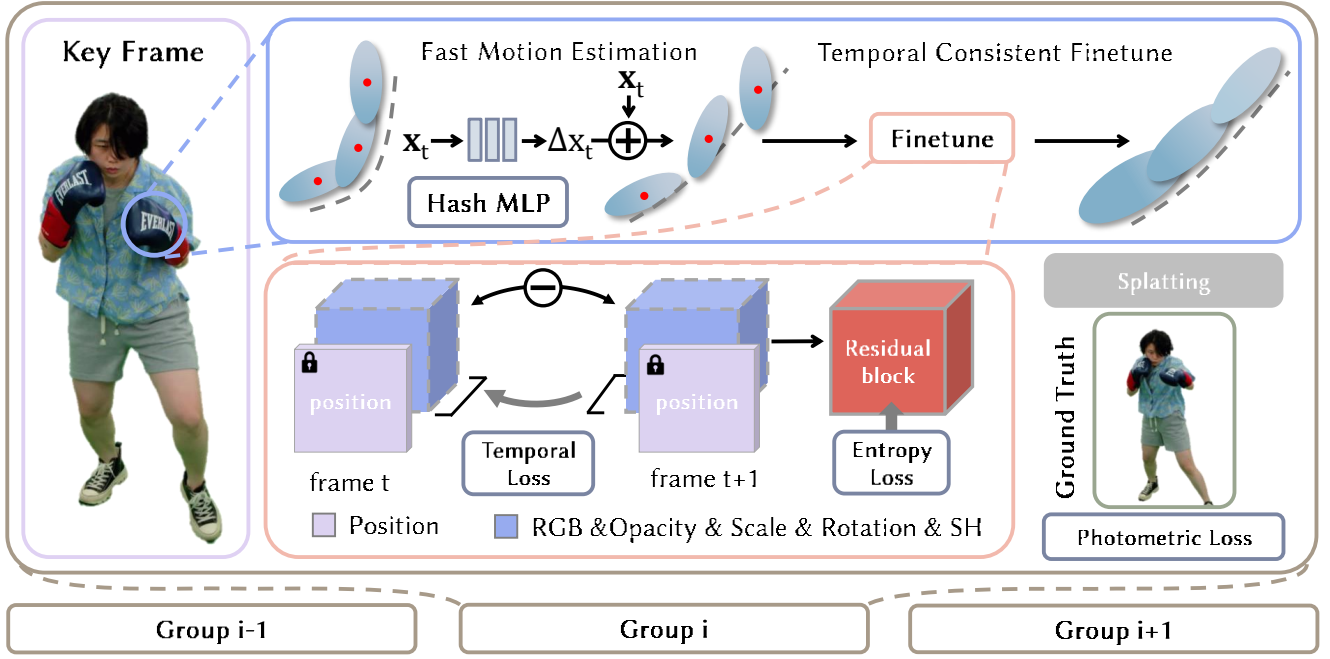 Key Frame
EVERLAST
EVERLAST
Fast Motion Estimation
Temporal Consistent Finetune
x_t
x_t
Δx_t
Hash MLP
Finetune
position
position
Residual
block
Temporal
Loss
Entropy
Loss
frame t
frame t+1
Position
RGB &Opacity & Scale & Rotation & SH
Splatting
Ground Truth
Photometric Loss
Group i-1
Group i
Group i+1